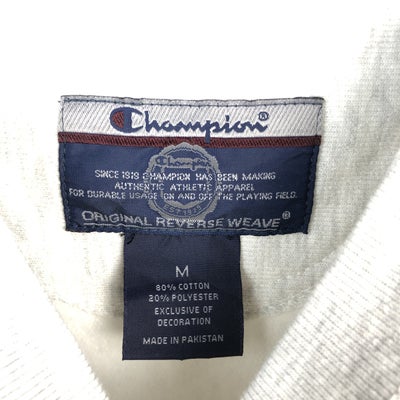 Champion®
SINCE 1919 CHAMPION HAS BEEN MAKING
AUTHENTIC ATHLETIC APPAREL
FOR DURABLE USAGE ON AND OFF THE PLAYING FIELD.
ORIGINAL REVERSE WEAVE®
M
80% COTTON
20% POLYESTER
EXCLUSIVE OF
DECORATION
MADE IN PAKISTAN